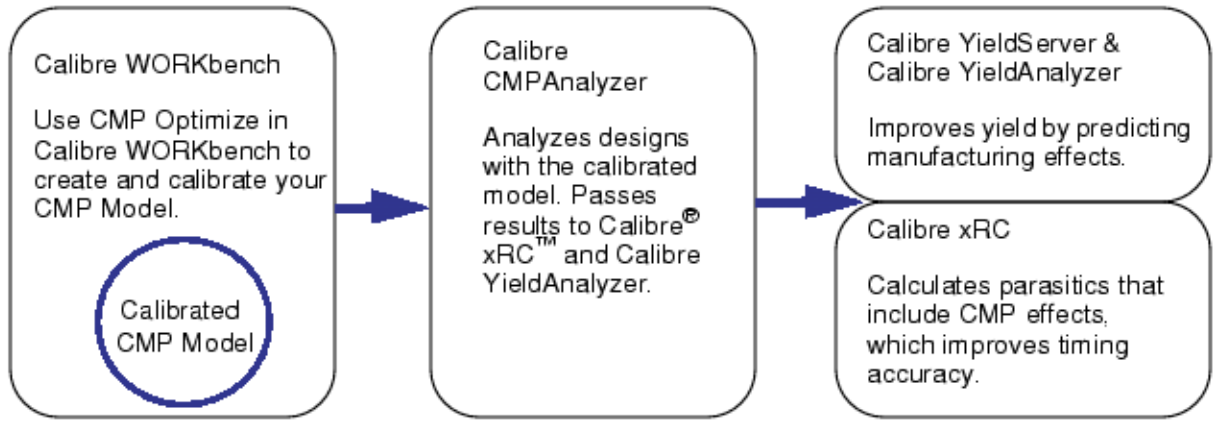 Calibre WORKbench
Use CMP Optimize in
Calibre WORKbench to
create and calibrate your
CMP Model.
Calibrated
CMP Model
Calibre
CMPAnalyzer
Analyzes designs
with the calibrated
model. Passes
results to Calibre®
xRC™ and Calibre
YieldAnalyzer.
Calibre YieldServer &
Calibre YieldAnalyzer
Improves yield by predicting
manufacturing effects.
Calibre xRC
Calculates parasitics that
include CMP effects,
which improves timing
accuracy.